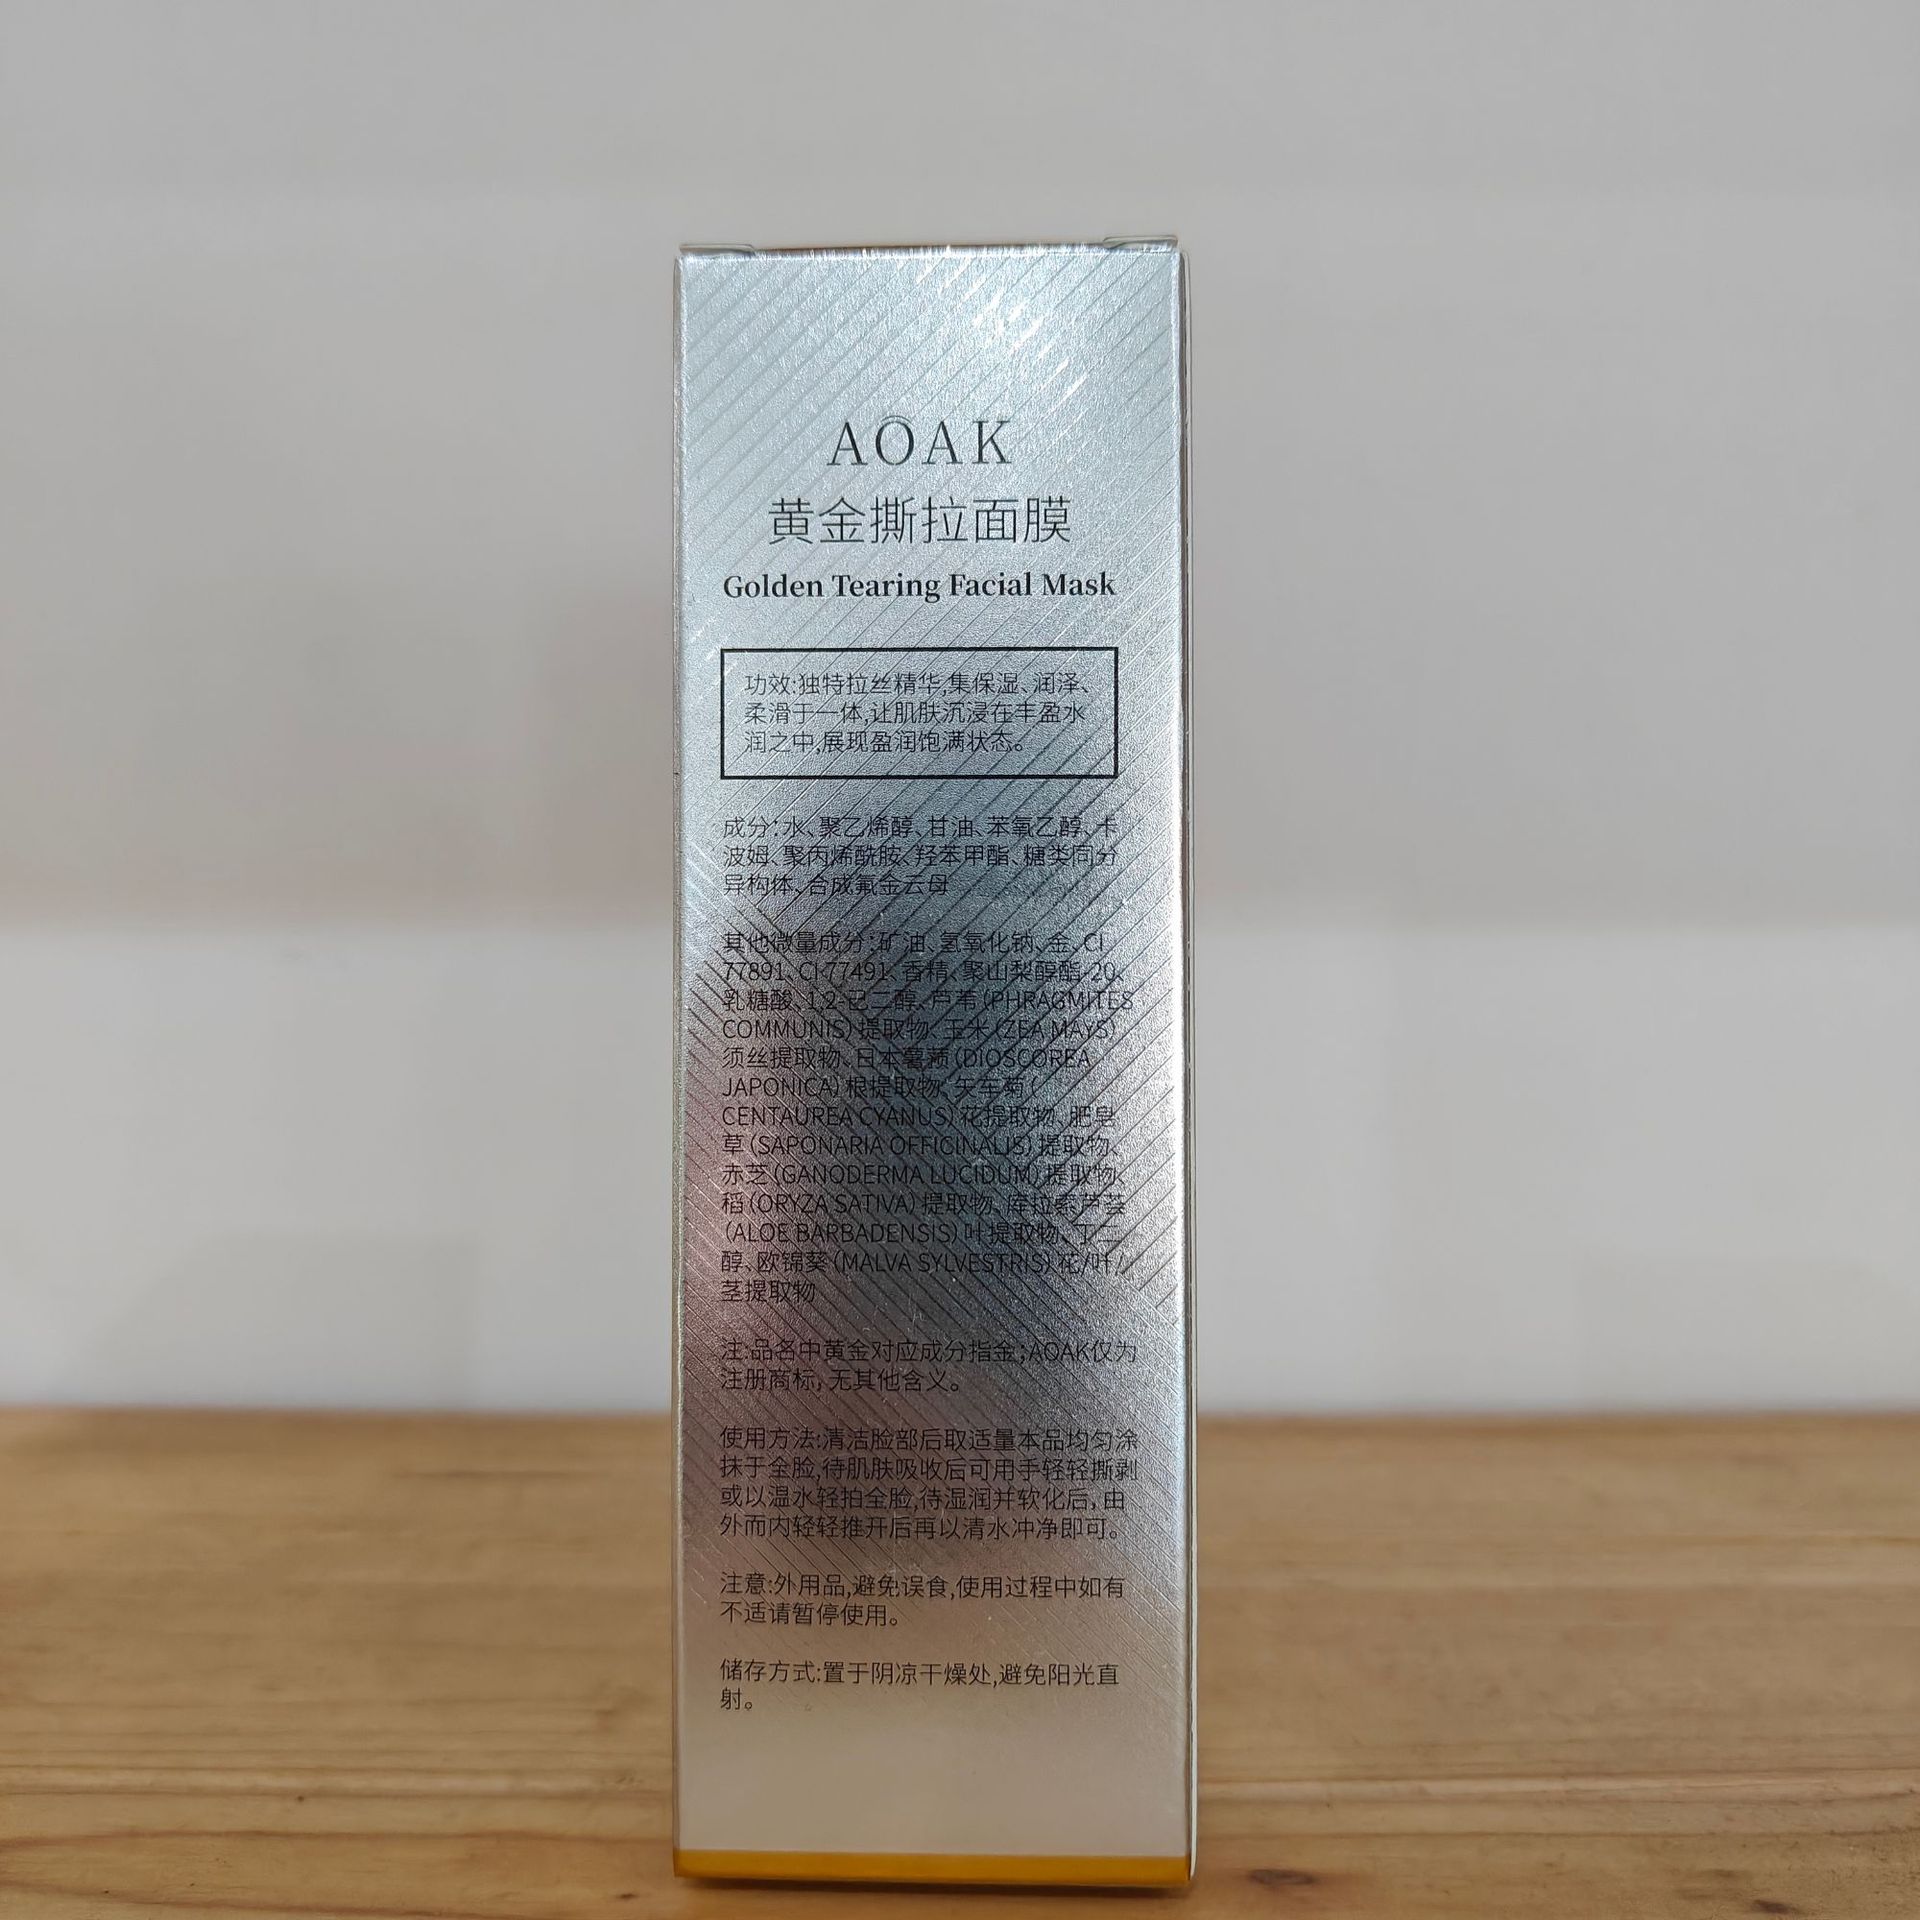 AOAK
黄金撕拉面膜
Golden Tearing Facial Mask
功效:独特拉丝精华,集保湿、润泽、
柔滑于一体,让肌肤沉浸在丰盈水
润之中,展现盈润饱满状态。
成分:水、聚乙烯醇、甘油、苯氧乙醇、卡
波姆、聚丙烯酰胺、羟苯甲酯、糖类同分
异构体、合成氟金云母
其他微量成分:矿油、氢氧化钠、金、CI
77891、CI 77491、香精、聚山梨醇酯-20、
乳糖酸、1,2-己二醇、芦苇(PHRAGMITES
COMMUNIS)提取物、玉米(ZEA MAYS)
须丝提取物、日本薯蓣(DIOSCOREA
JAPONICA)根提取物、矢车菊(
CENTAUREA CYANUS)花提取物、肥皂
草(SAPONARIA OFFICINALIS)提取物、
赤芝(GANODERMA LUCIDUM)提取物、
稻(ORYZA SATIVA)提取物、库拉索芦荟
(ALOE BARBADENSIS)叶提取物、丁二
醇、欧锦葵(MALVA SYLVESTRIS)花/叶/
茎提取物
注:品名中黄金对应成分指金;AOAK仅为
注册商标,无其他含义。
使用方法:清洁脸部后取适量本品均匀涂
抹于全脸,待肌肤吸收后可用手轻轻撕剥
或以温水轻拍全脸,待湿润并软化后,由
外而内轻轻推开后再以清水冲净即可。
注意:外用品,避免误食,使用过程中如有
不适请暂停使用。
储存方式:置于阴凉干燥处,避免阳光直
射。